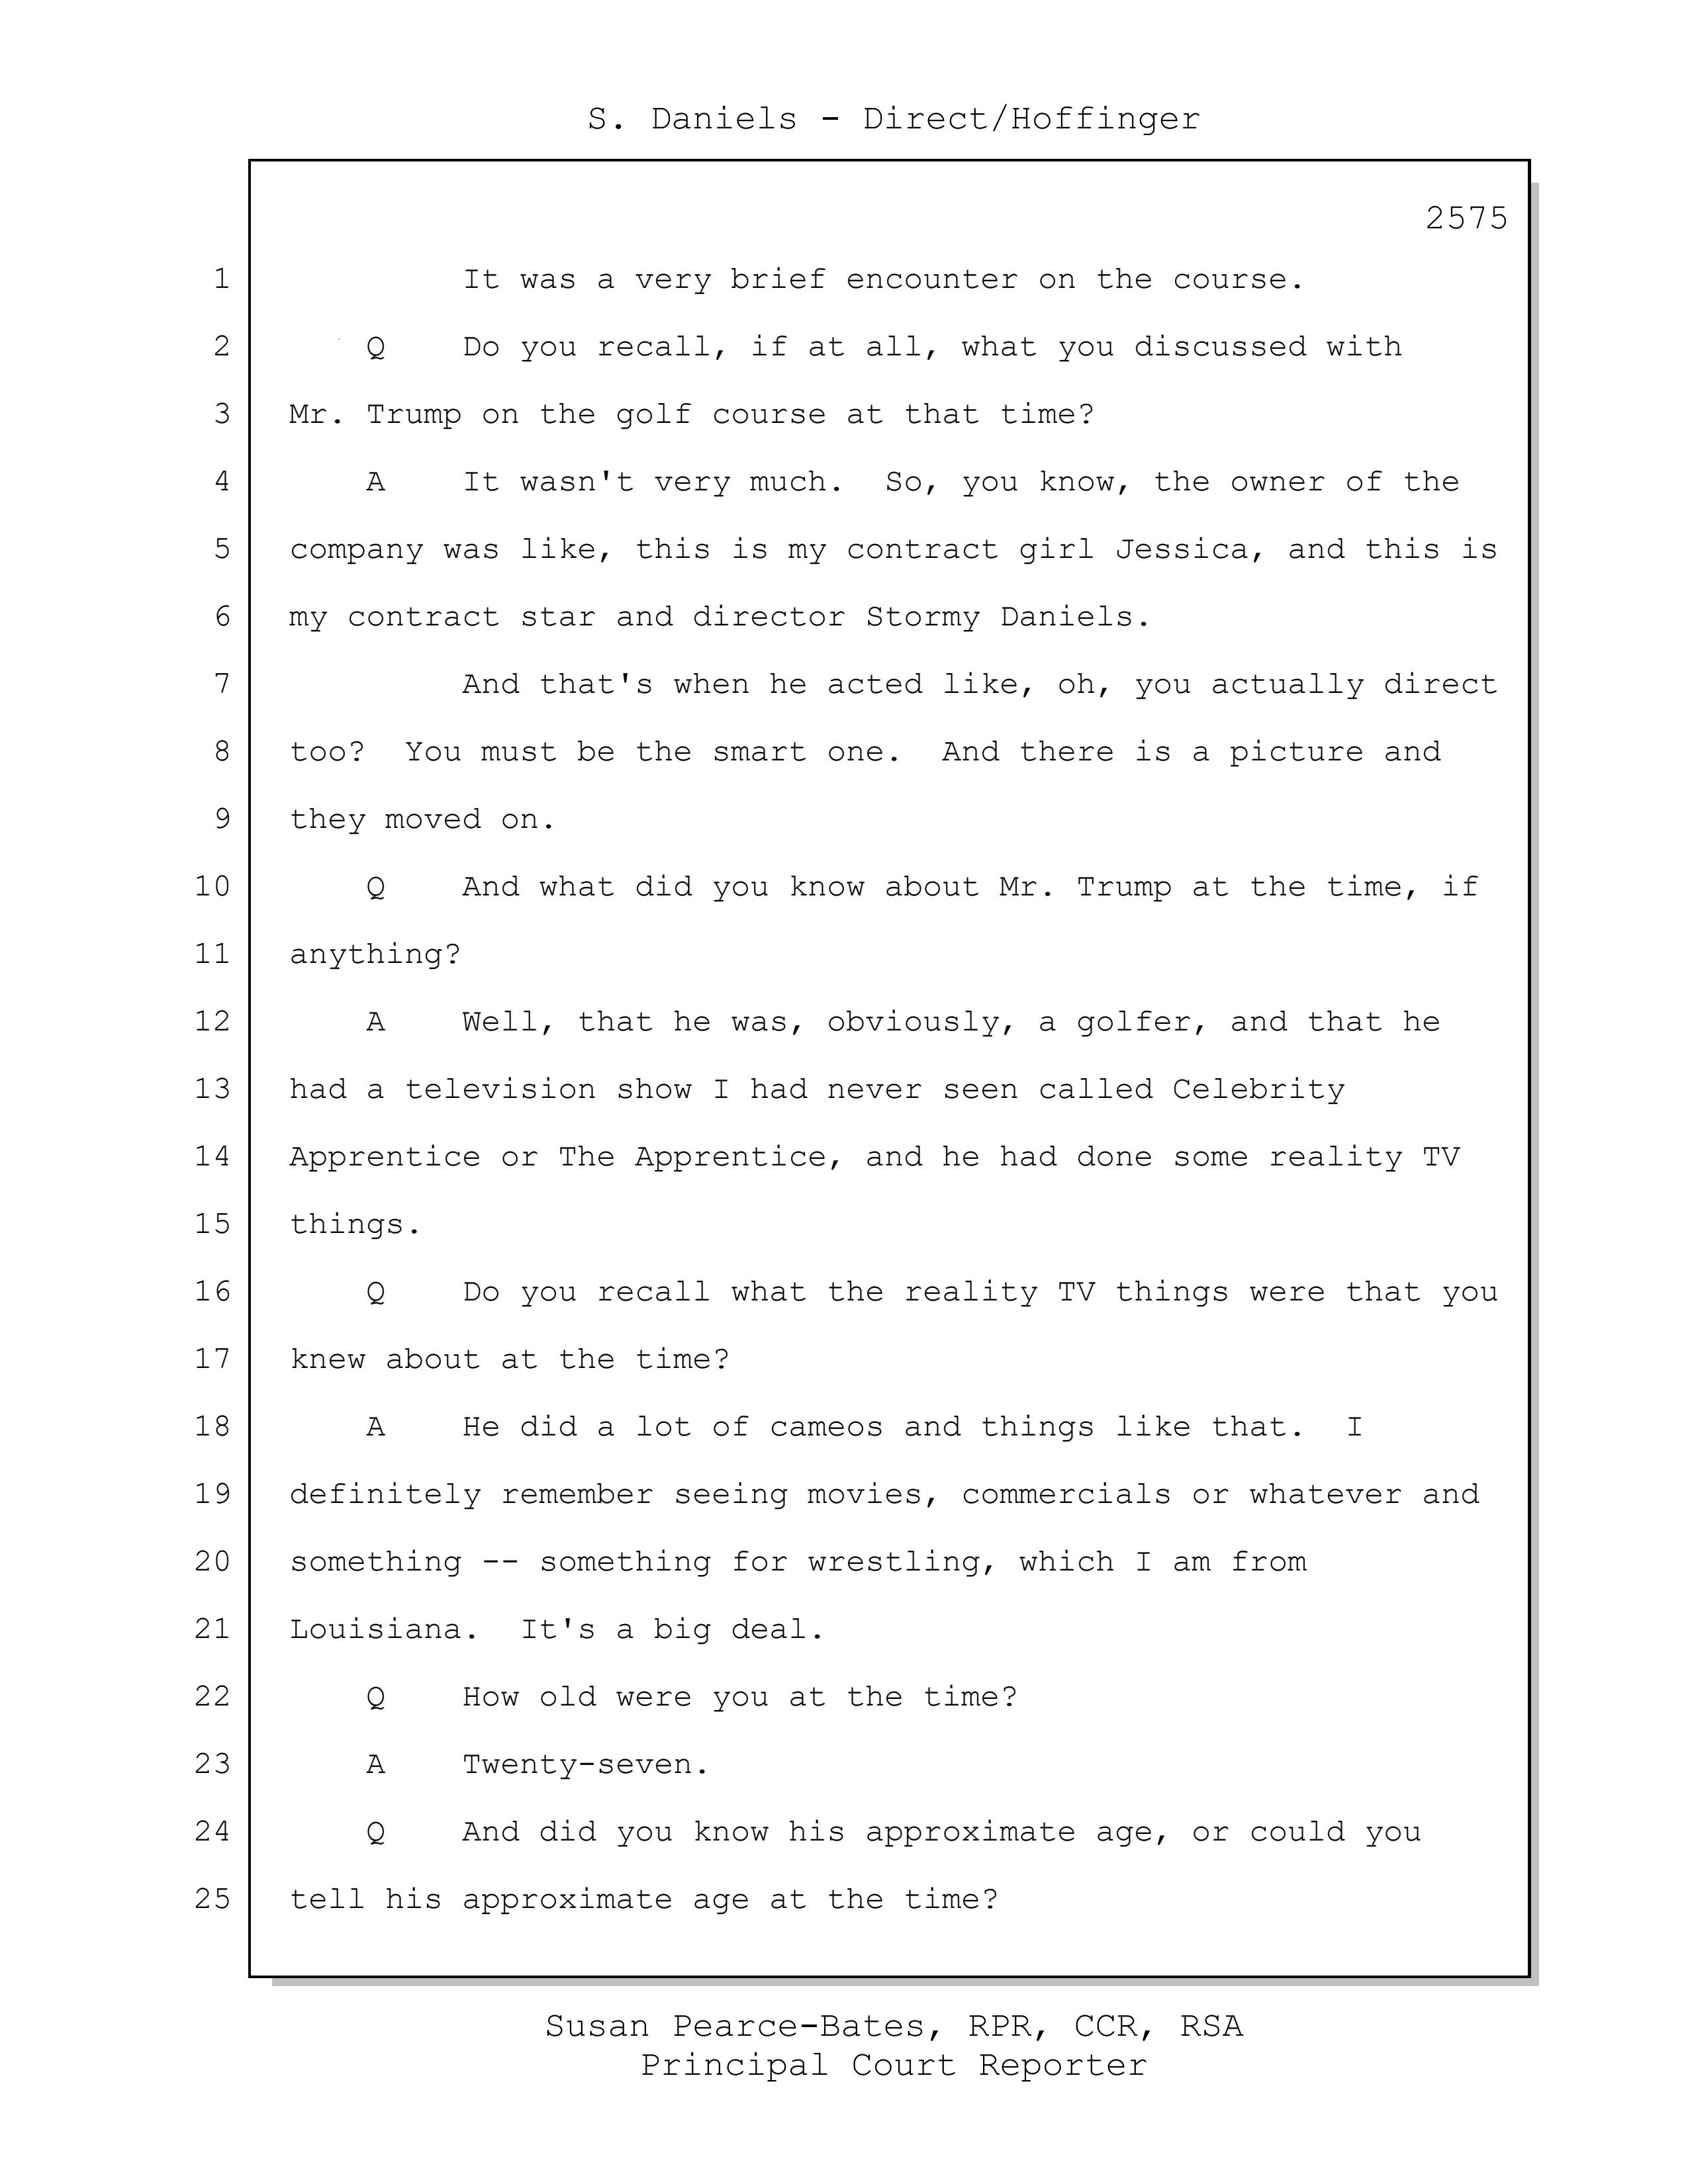 S. Daniels - Direct/Hoffinger
2575
1 It was a very brief encounter on the course.
2 Q Do you recall, if at all, what you discussed with
3 Mr. Trump on the golf course at that time?
4 A It wasn't very much. So, you know, the owner of the
5 company was like, this is my contract girl Jessica, and this is
6 my contract star and director Stormy Daniels.
7 And that's when he acted like, oh, you actually direct
8 too? You must be the smart one. And there is a picture and
9 they moved on.
10 Q And what did you know about Mr. Trump at the time, if
11 anything?
12 A Well, that he was, obviously, a golfer, and that he
13 had a television show I had never seen called Celebrity
14 Apprentice or The Apprentice, and he had done some reality TV
15 things.
16 Q Do you recall what the reality TV things were that you
17 knew about at the time?
18 A He did a lot of cameos and things like that. I
19 definitely remember seeing movies, commercials or whatever and
20 something -- something for wrestling, which I am from
21 Louisiana. It's a big deal.
22 Q How old were you at the time?
23 A Twenty-seven.
24 Q And did you know his approximate age, or could you
25 tell his approximate age at the time?
Susan Pearce-Bates, RPR, CCR, RSA
Principal Court Reporter